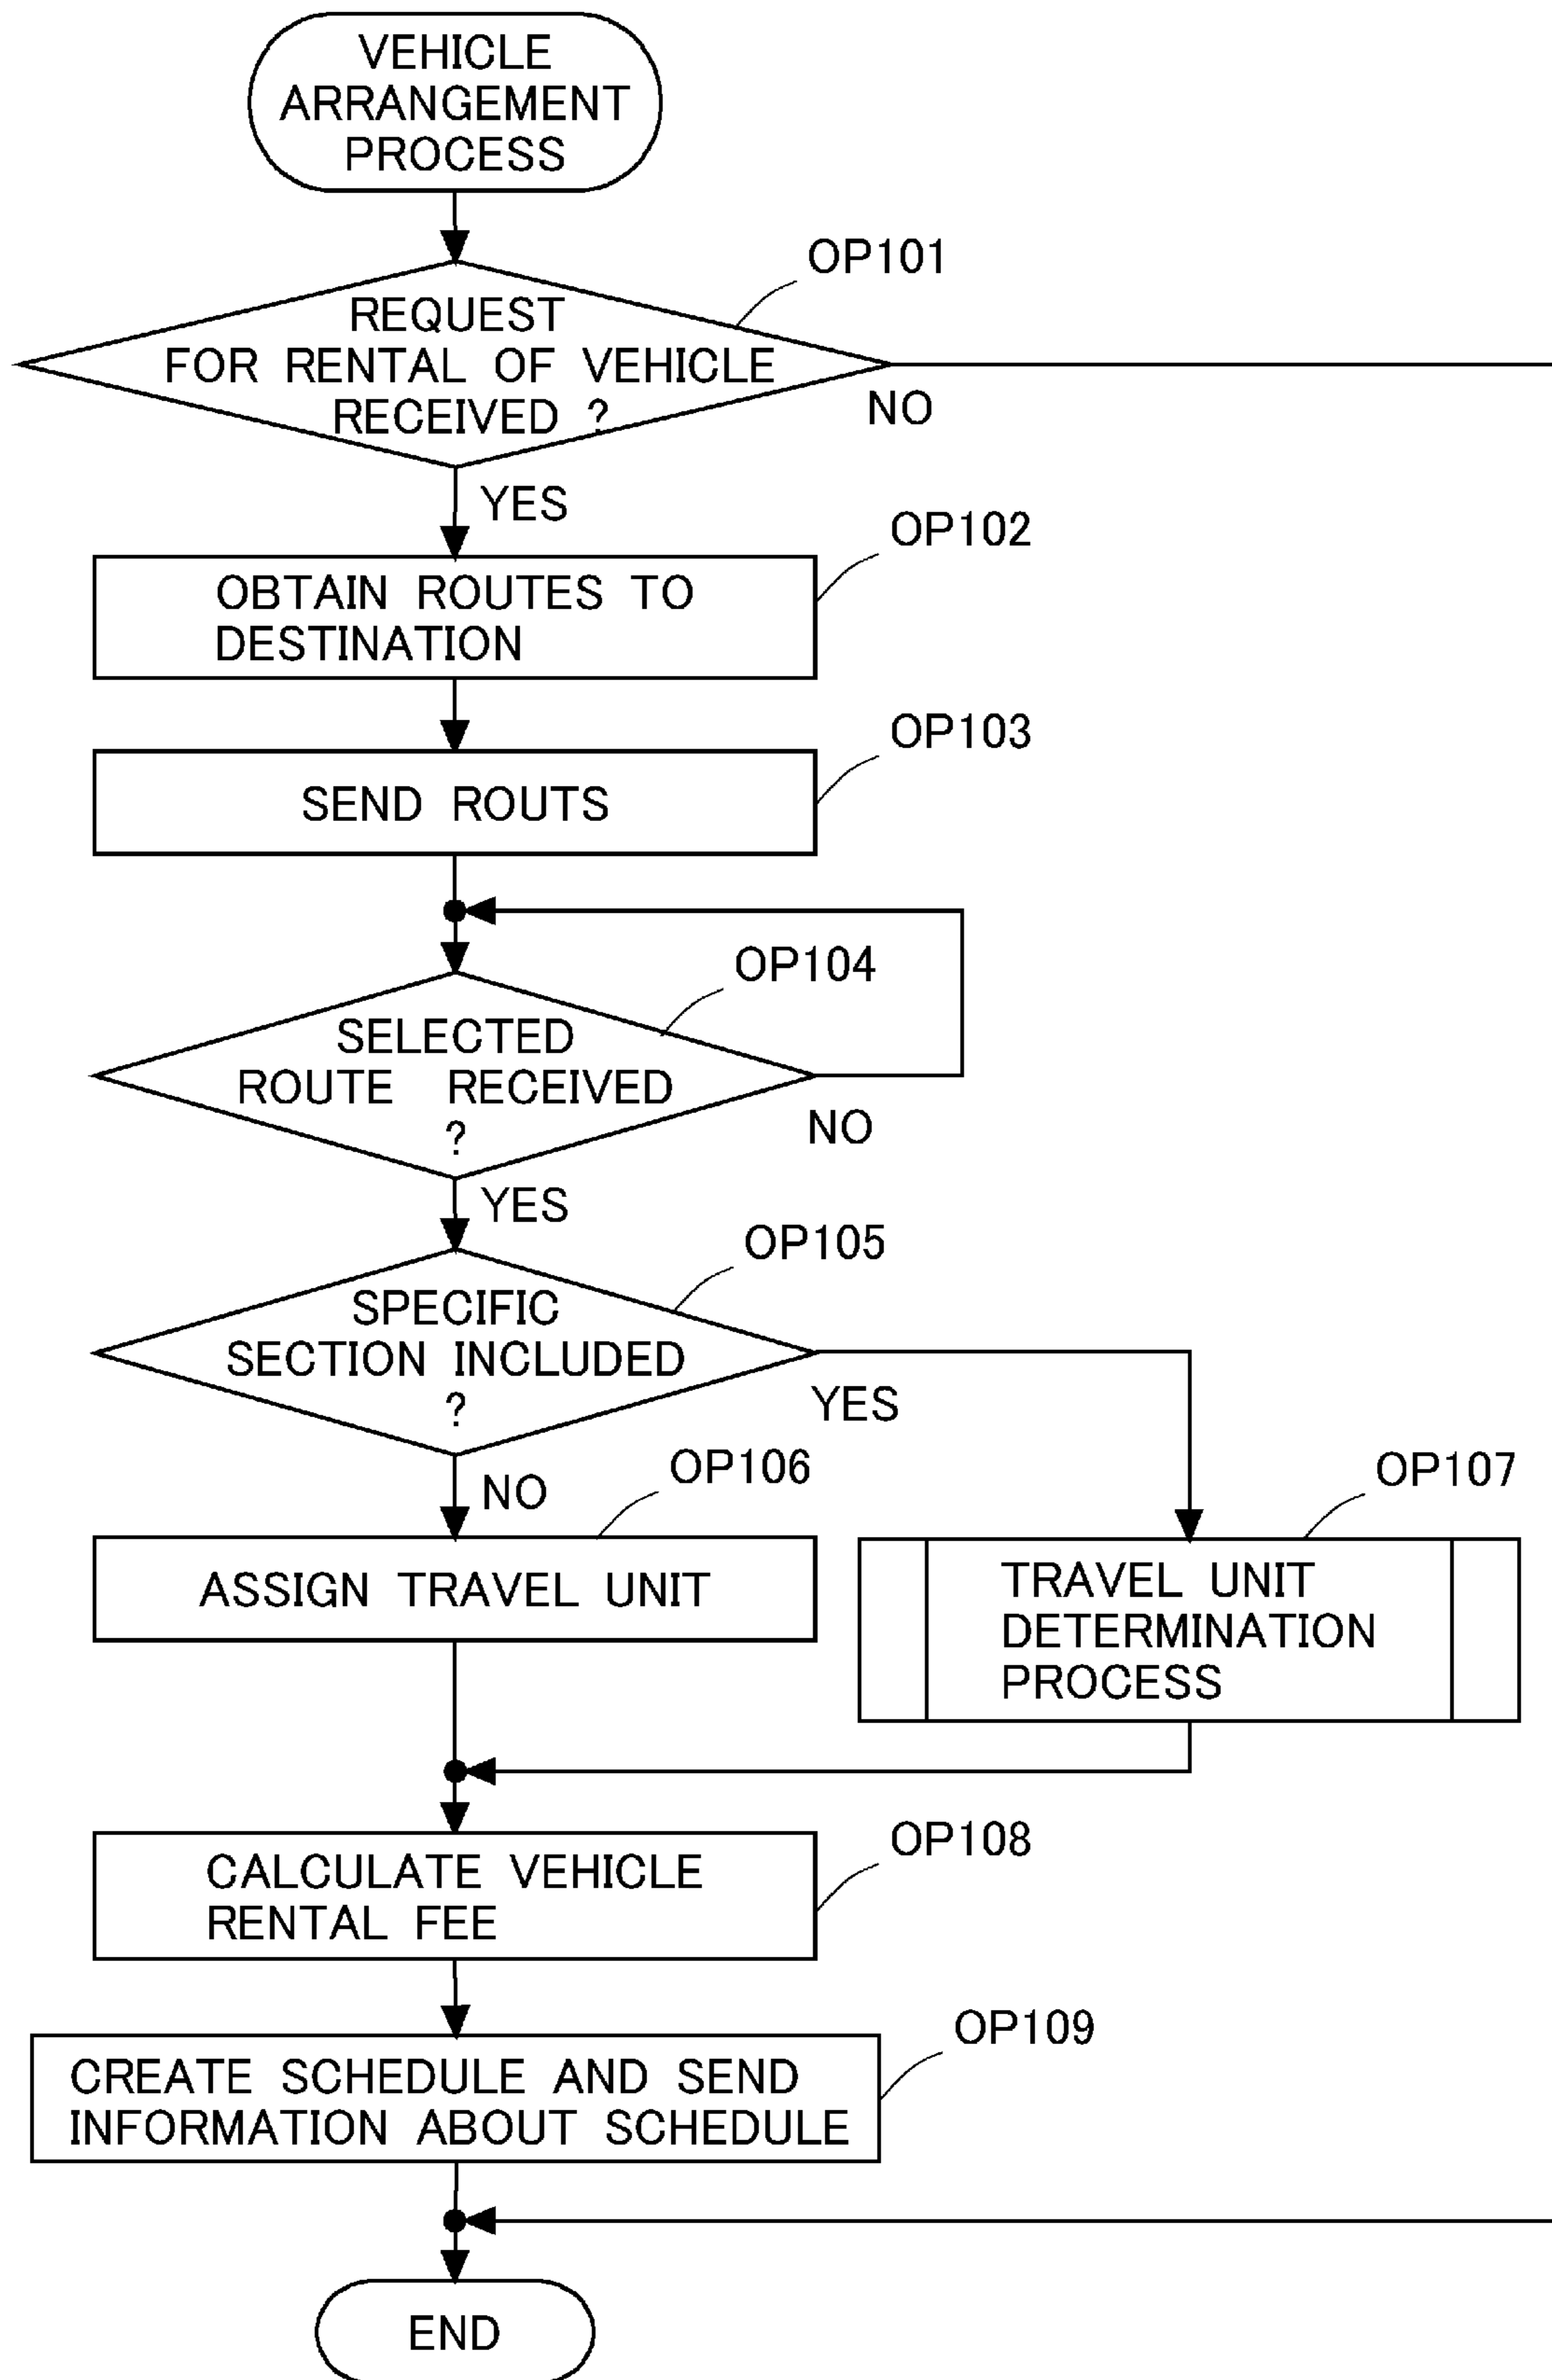 VEHICLE
ARRANGEMENT
PROCESS
OP101
REQUEST
FOR RENTAL OF VEHICLE
RECEIVED ?
NO
YES
OP102
OBTAIN ROUTES TO
DESTINATION
OP103
SEND ROUTS
OP104
SELECTED
ROUTE RECEIVED
?
NO
YES
OP105
SPECIFIC
SECTION INCLUDED
?
YES
NO
OP106
ASSIGN TRAVEL UNIT
OP107
TRAVEL UNIT
DETERMINATION
PROCESS
OP108
CALCULATE VEHICLE
RENTAL FEE
OP109
CREATE SCHEDULE AND SEND
INFORMATION ABOUT SCHEDULE
END